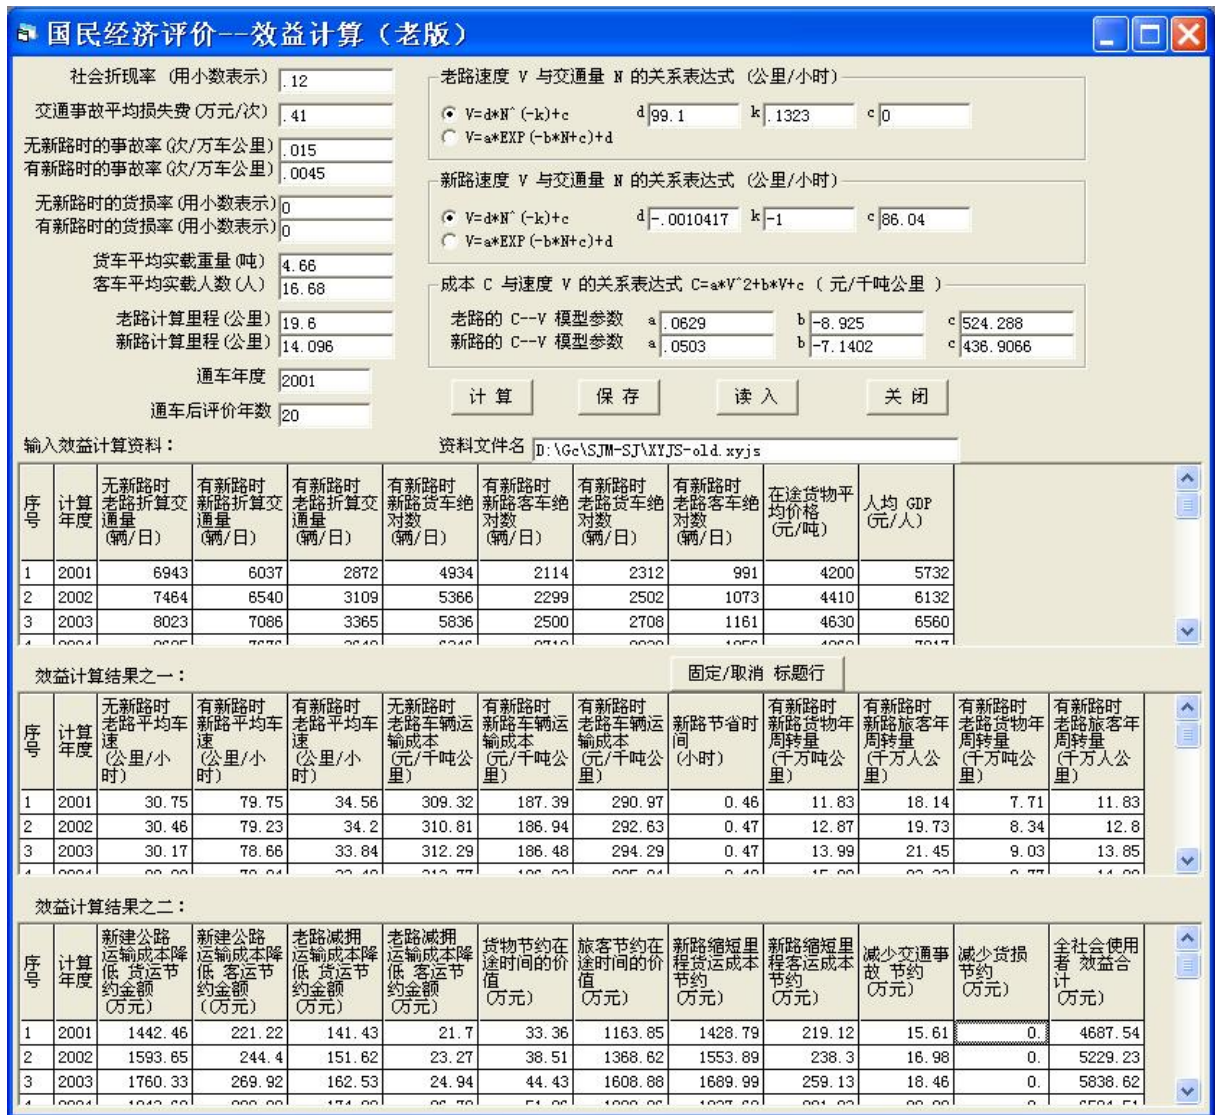 国民经济评价--效益计算（老版）
社会折现率 (用小数表示) .12
交通事故平均损失费(万元/次) .41
无新路时的事故率(次/万车公里) .015
有新路时的事故率(次/万车公里) .0045
无新路时的货损率(用小数表示) 0
有新路时的货损率(用小数表示) 0
货车平均实载重量(吨) 4.66
客车平均实载人数(人) 16.68
老路计算里程(公里) 19.6
新路计算里程(公里) 14.096
通车年度 2001
通车后评价年数 20
老路速度 V 与交通量 N 的关系表达式 (公里/小时)
V=d*N^(-k)+c d 99.1 k .1323 c 0
V=a*EXP(-b*N+c)+d
新路速度 V 与交通量 N 的关系表达式 (公里/小时)
V=d*N^(-k)+c d -.0010417 k -1 c 86.04
V=a*EXP(-b*N+c)+d
成本 C 与速度 V 的关系表达式 C=a*V^2+b*V+c ( 元/千吨公里 )
老路的 C--V 模型参数 a .0629 b -8.925 c 524.288
新路的 C--V 模型参数 a .0503 b -7.1402 c 436.9066
计算 保存 读入 关闭
输入效益计算资料： 资料文件名 D:\Gc\SJM-SJ\XYJS-old.xyjs
序号 计算年度 无新路时老路折算交通量(辆/日) 有新路时新路折算交通量(辆/日) 有新路时老路折算交通量(辆/日) 有新路时新路货车绝对数(辆/日) 有新路时新路客车绝对数(辆/日) 有新路时老路货车绝对数(辆/日) 有新路时老路客车绝对数(辆/日) 在途货物平均价格(元/吨) 人均 GDP(元/人)
1 2001 6943 6037 2872 4934 2114 2312 991 4200 5732
2 2002 7464 6540 3109 5366 2299 2502 1073 4410 6132
3 2003 8023 7086 3365 5836 2500 2708 1161 4630 6560
效益计算结果之一： 固定/取消 标题行
序号 计算年度 无新路时老路平均车速(公里/小时) 有新路时新路平均车速(公里/小时) 有新路时老路平均车速(公里/小时) 无新路时老路车辆运输成本(元/千吨公里) 有新路时新路车辆运输成本(元/千吨公里) 有新路时老路车辆运输成本(元/千吨公里) 新路节省时间(小时) 有新路时新路货物年周转量(千万吨公里) 有新路时新路旅客年周转量(千万人公里) 有新路时老路货物年周转量(千万吨公里) 有新路时老路旅客年周转量(千万人公里)
1 2001 30.75 79.75 34.56 309.32 187.39 290.97 0.46 11.83 18.14 7.71 11.83
2 2002 30.46 79.23 34.2 310.81 186.94 292.63 0.47 12.87 19.73 8.34 12.8
3 2003 30.17 78.66 33.84 312.29 186.48 294.29 0.47 13.99 21.45 9.03 13.85
效益计算结果之二：
序号 计算年度 新建公路运输成本降低 货运节约金额(万元) 新建公路运输成本降低 客运节约金额((万元) 老路减拥运输成本降低 货运节约金额(万元) 老路减拥运输成本降低 客运节约金额(万元) 货物节约在途时间的价值(万元) 旅客节约在途时间的价值(万元) 新路缩短里程货运成本节约(万元) 新路缩短里程客运成本节约(万元) 减少交通事故 节约(万元) 减少货损节约(万元) 全社会使用者 效益合计(万元)
1 2001 1442.46 221.22 141.43 21.7 33.36 1163.85 1428.79 219.12 15.61 0. 4687.54
2 2002 1593.65 244.4 151.62 23.27 38.51 1368.62 1553.89 238.3 16.98 0. 5229.23
3 2003 1760.33 269.92 162.53 24.94 44.43 1608.88 1689.99 259.13 18.46 0. 5838.62